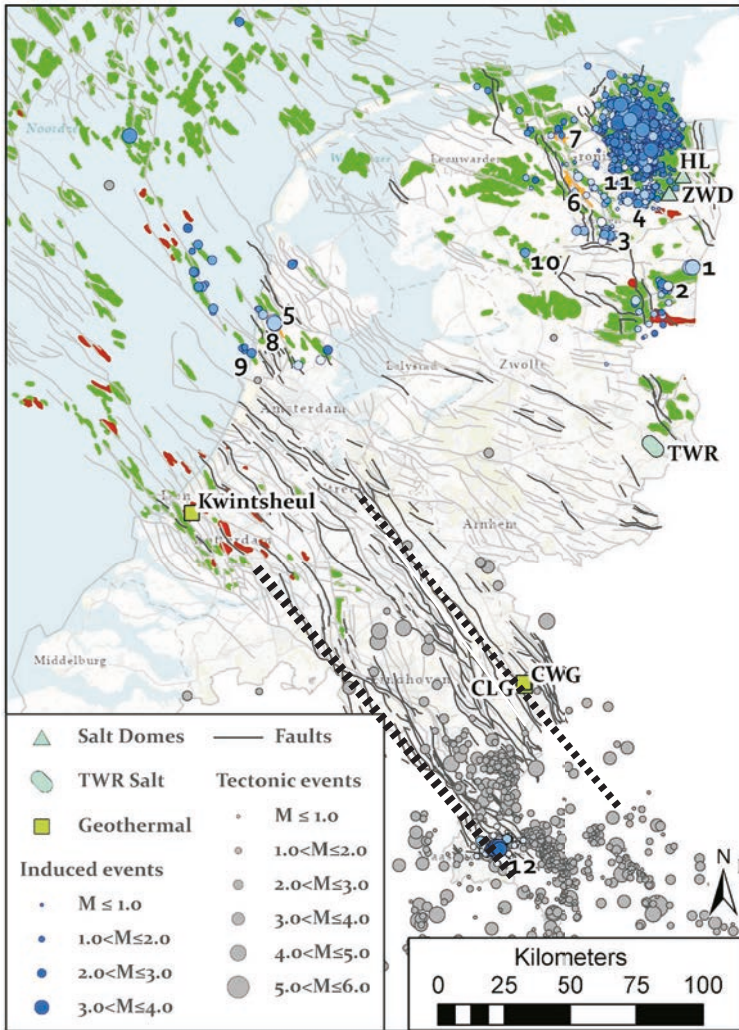 Noordzee
Leeuwarden
HL
ZWD
7
11
6
4
3
10
1
2
5
8
9
Lelystad
Zwolle
Amsterdam
TWR
Kwintsheul
Arnhem
Middelburg
CWG
CLG
12
Salt Domes
Faults
TWR Salt
Tectonic events
Geothermal
M ≤ 1.0
1.0<M≤2.0
Induced events
2.0<M≤3.0
M ≤ 1.0
3.0<M≤4.0
1.0<M≤2.0
4.0<M≤5.0
2.0<M≤3.0
5.0<M≤6.0
3.0<M≤4.0
N
Kilometers
0 25 50 75 100